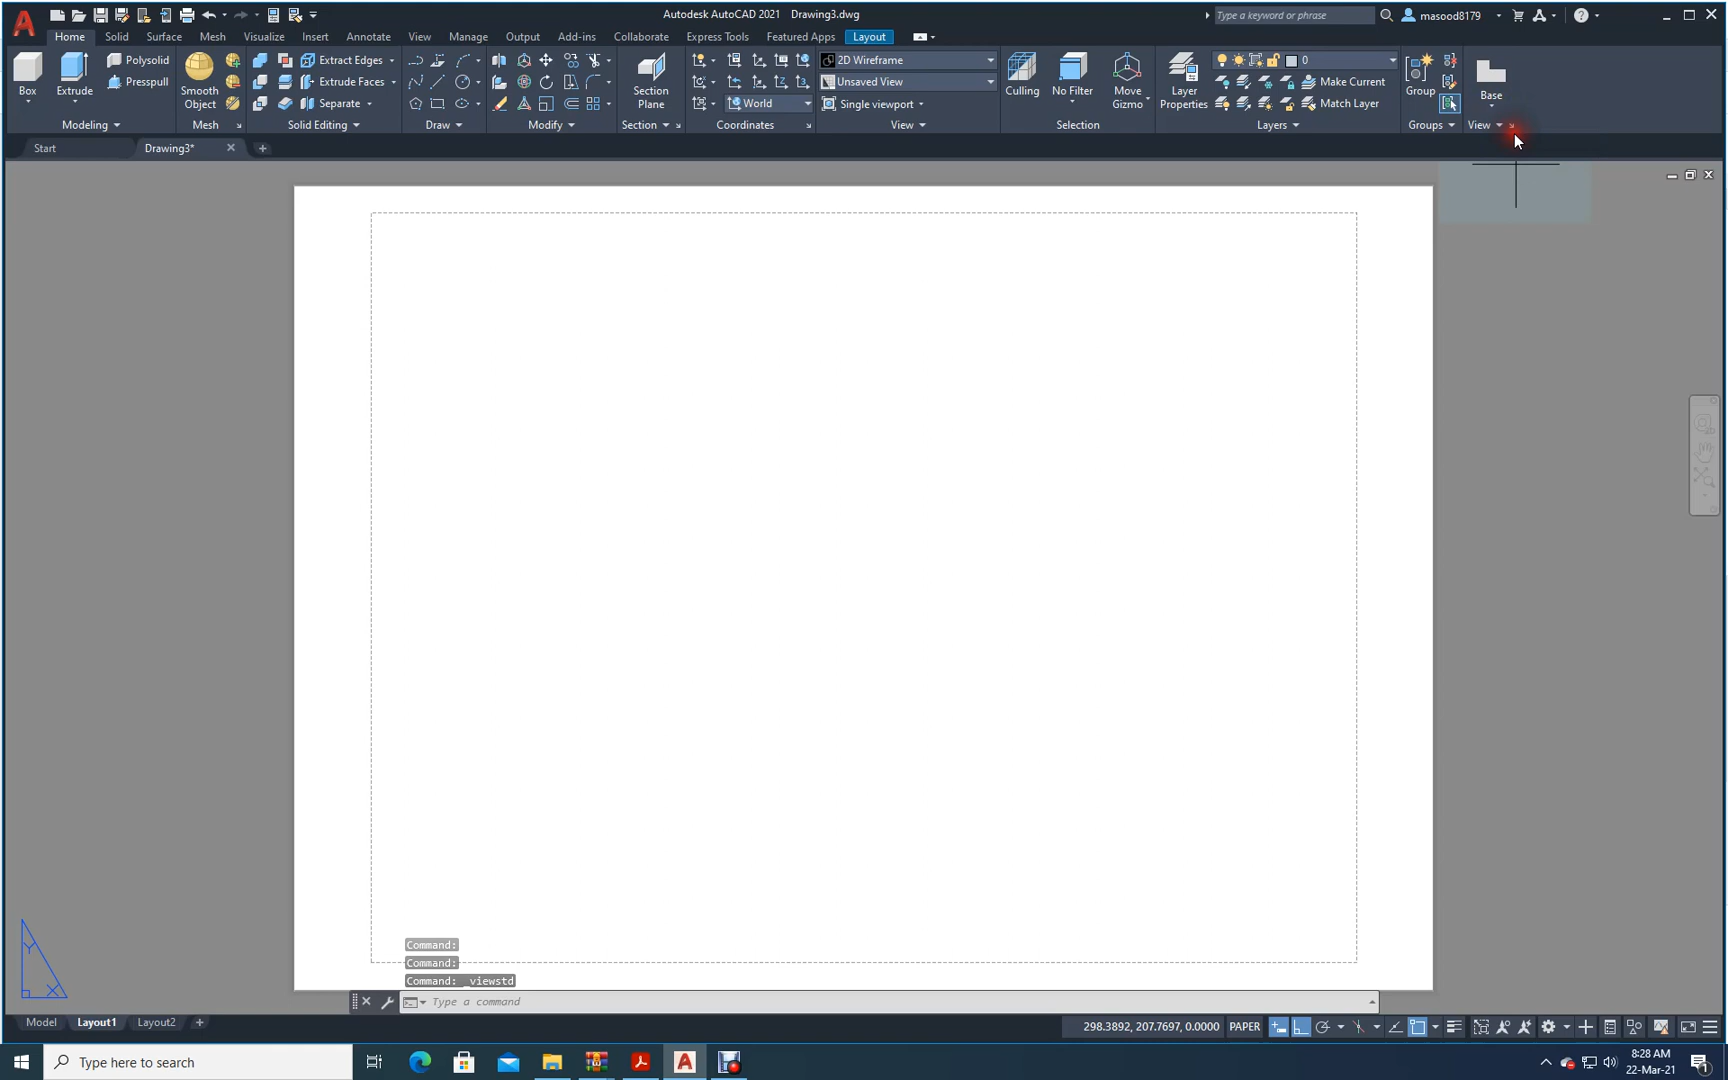 Autodesk AutoCAD 2021 Drawing3.dwg
Type a keyword or phrase
masood8179
Home Solid Surface Mesh Visualize Insert Annotate View Manage Output Add-ins Collaborate Express Tools Featured Apps Layout
Box
Extrude
Polysolid
Presspull
Modeling
Smooth
Object
Mesh
Extract Edges
Extrude Faces
Separate
Solid Editing
Draw
Modify
Section
Plane
Section
World
Coordinates
2D Wireframe
Unsaved View
Single viewport
View
Culling
No Filter
Move
Gizmo
Selection
Layer
Properties
0
Make Current
Match Layer
Layers
Group
Groups
Base
View
Start
Drawing3*
Y
X
Command:
Command:
Command: _viewstd
Type a command
Model Layout1 Layout2
298.3892, 207.7697, 0.0000 PAPER
Type here to search
8:28 AM
22-Mar-21
1